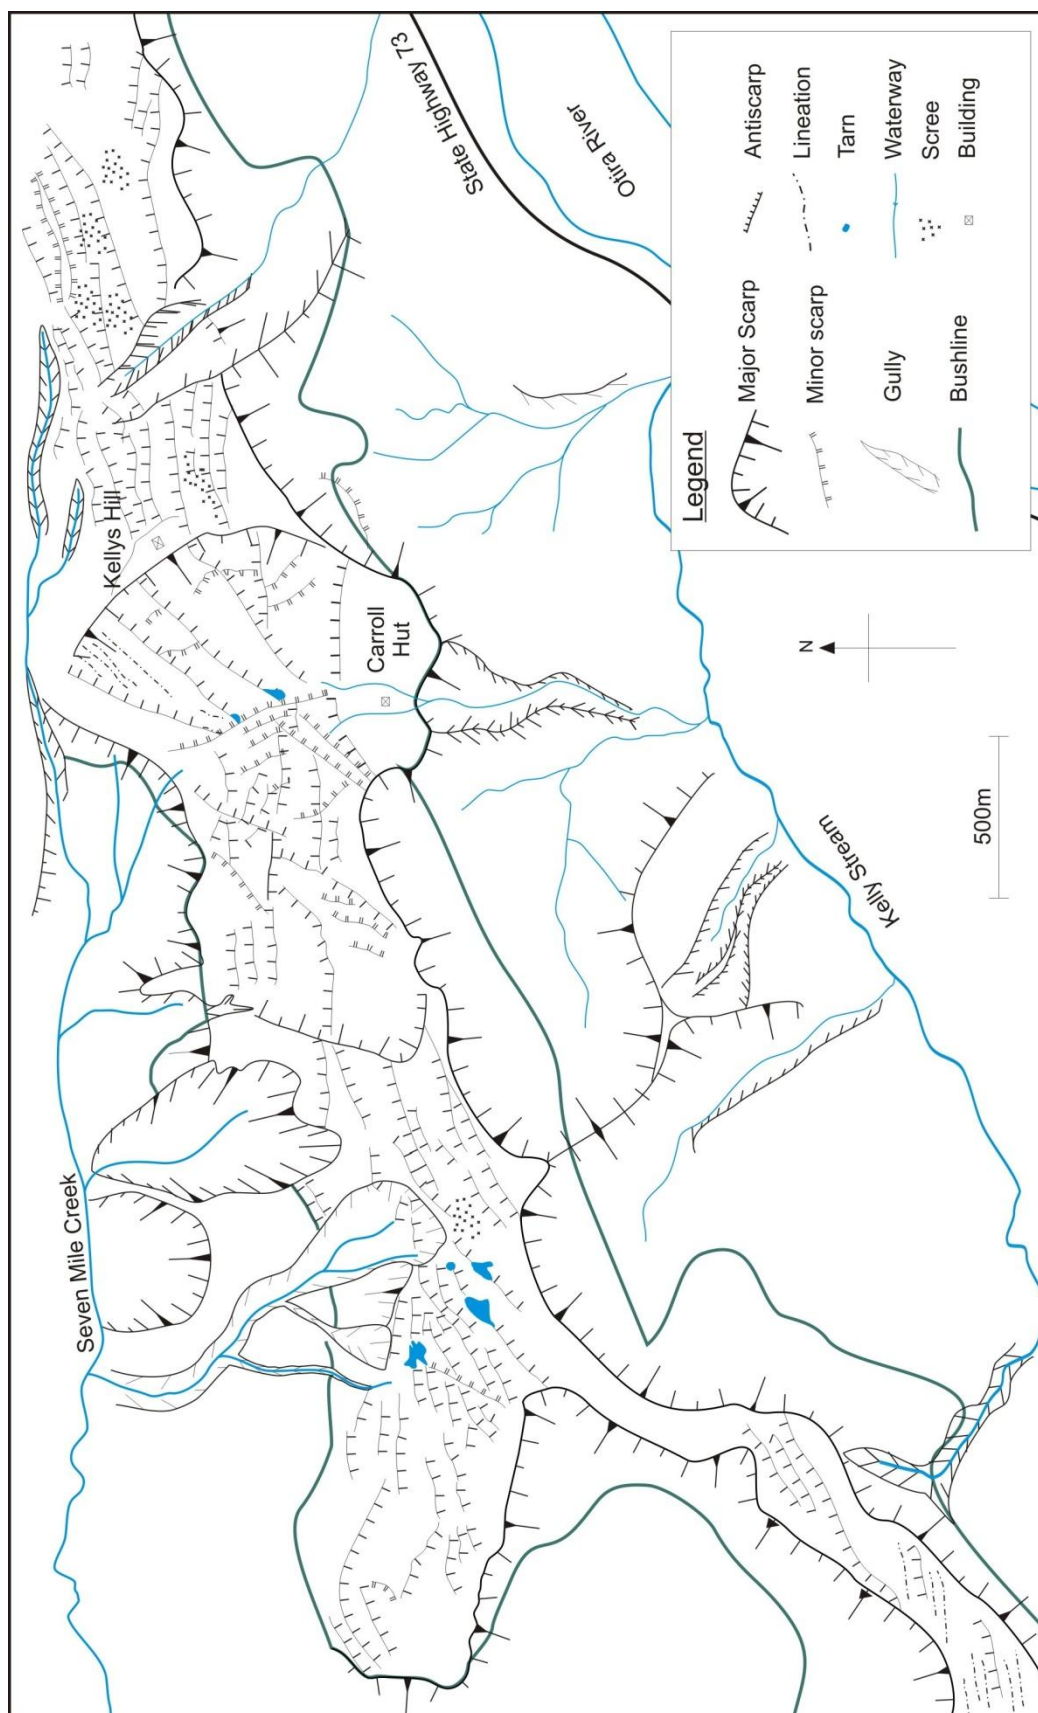 State Highway 73
Otira River
Kellys Hill
Carroll
Hut
Seven Mile Creek
Kelly Stream
N
500m
Legend
Major Scarp
Antiscarp
Minor scarp
Lineation
Tarn
Gully
Waterway
Scree
Bushline
Building